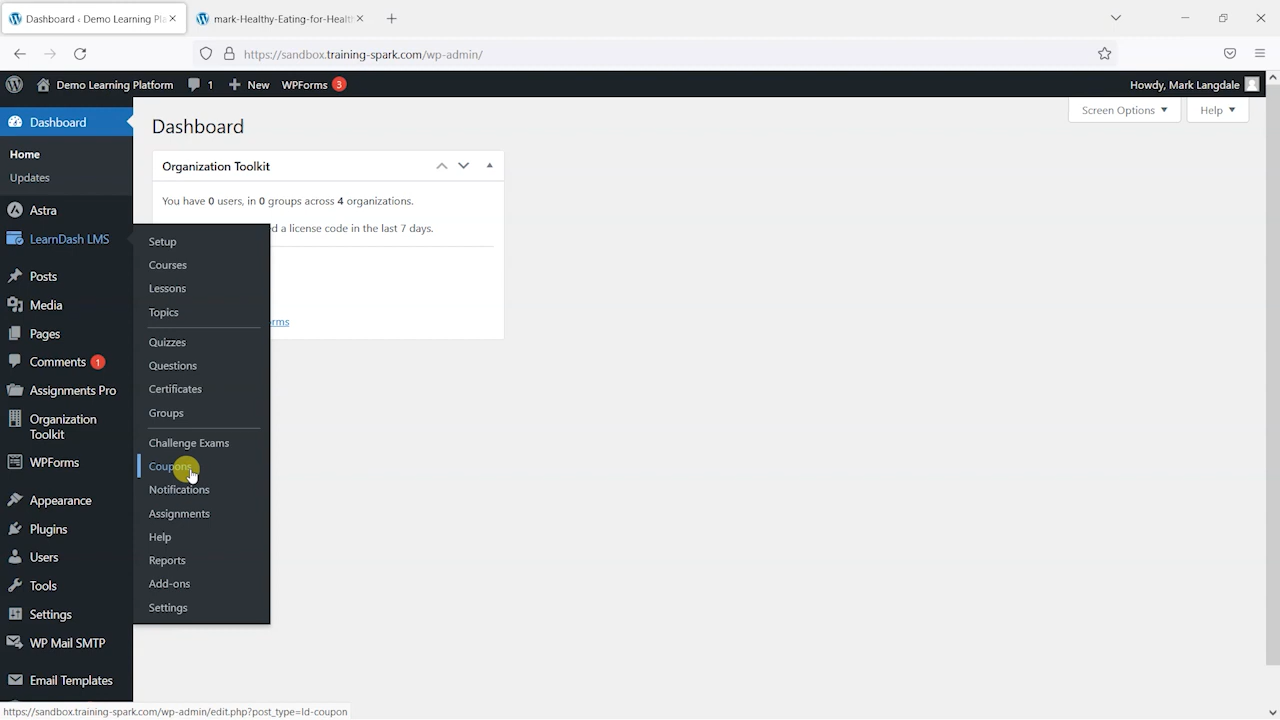 Dashboard ‹ Demo Learning Pl
mark-Healthy-Eating-for-Healt
https://sandbox.training-spark.com/wp-admin/
Demo Learning Platform
1
New
WPForms
3
Howdy, Mark Langdale
Dashboard
Home
Updates
Astra
LearnDash LMS
Posts
Media
Pages
Comments 1
Assignments Pro
Organization
Toolkit
WPForms
Appearance
Plugins
Users
Tools
Settings
WP Mail SMTP
Email Templates
Setup
Courses
Lessons
Topics
Quizzes
Questions
Certificates
Groups
Challenge Exams
Coupons
Notifications
Assignments
Help
Reports
Add-ons
Settings
Dashboard
Screen Options
Help
Organization Toolkit
You have 0 users, in 0 groups across 4 organizations.
d a license code in the last 7 days.
rms
https://sandbox.training-spark.com/wp-admin/edit.php?post_type=ld-coupon